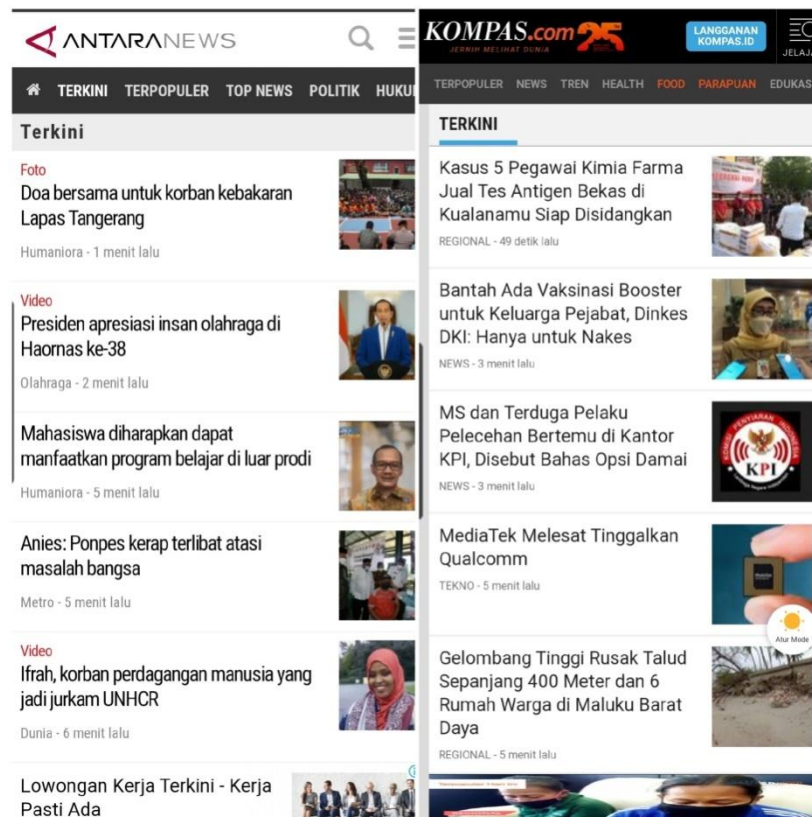 ANTARANEWS
TERKINI TERPOPULER TOP NEWS POLITIK HUKU
Terkini
Foto
Doa bersama untuk korban kebakaran
Lapas Tangerang
Humaniora - 1 menit lalu
Video
Presiden apresiasi insan olahraga di
Haornas ke-38
Olahraga - 2 menit lalu
Mahasiswa diharapkan dapat
manfaatkan program belajar di luar prodi
Humaniora - 5 menit lalu
Anies: Ponpes kerap terlibat atasi
masalah bangsa
Metro - 5 menit lalu
Video
Ifrah, korban perdagangan manusia yang
jadi jurkam UNHCR
Dunia - 6 menit lalu
Lowongan Kerja Terkini - Kerja
Pasti Ada
KOMPAS.com 25
JERNIH MELIHAT DUNIA
LANGGANAN
KOMPAS.ID
JELAJA
TERPOPULER NEWS TREN HEALTH FOOD PARAPUAN EDUKAS
TERKINI
Kasus 5 Pegawai Kimia Farma
Jual Tes Antigen Bekas di
Kualanamu Siap Disidangkan
REGIONAL - 49 detik lalu
Bantah Ada Vaksinasi Booster
untuk Keluarga Pejabat, Dinkes
DKI: Hanya untuk Nakes
NEWS - 3 menit lalu
MS dan Terduga Pelaku
Pelecehan Bertemu di Kantor
KPI, Disebut Bahas Opsi Damai
NEWS - 3 menit lalu
KOMISI PENYIARAN INDONESIA
KPI
MediaTek Melesat Tinggalkan
Qualcomm
TEKNO - 5 menit lalu
Atur Mode
Gelombang Tinggi Rusak Talud
Sepanjang 400 Meter dan 6
Rumah Warga di Maluku Barat
Daya
REGIONAL - 5 menit lalu